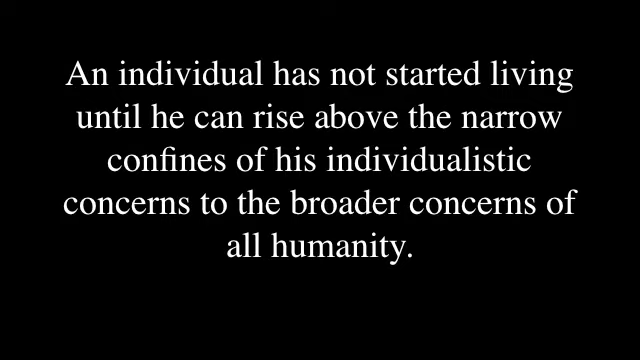 An individual has not started living
until he can rise above the narrow
confines of his individualistic
concerns to the broader concerns of
all humanity.